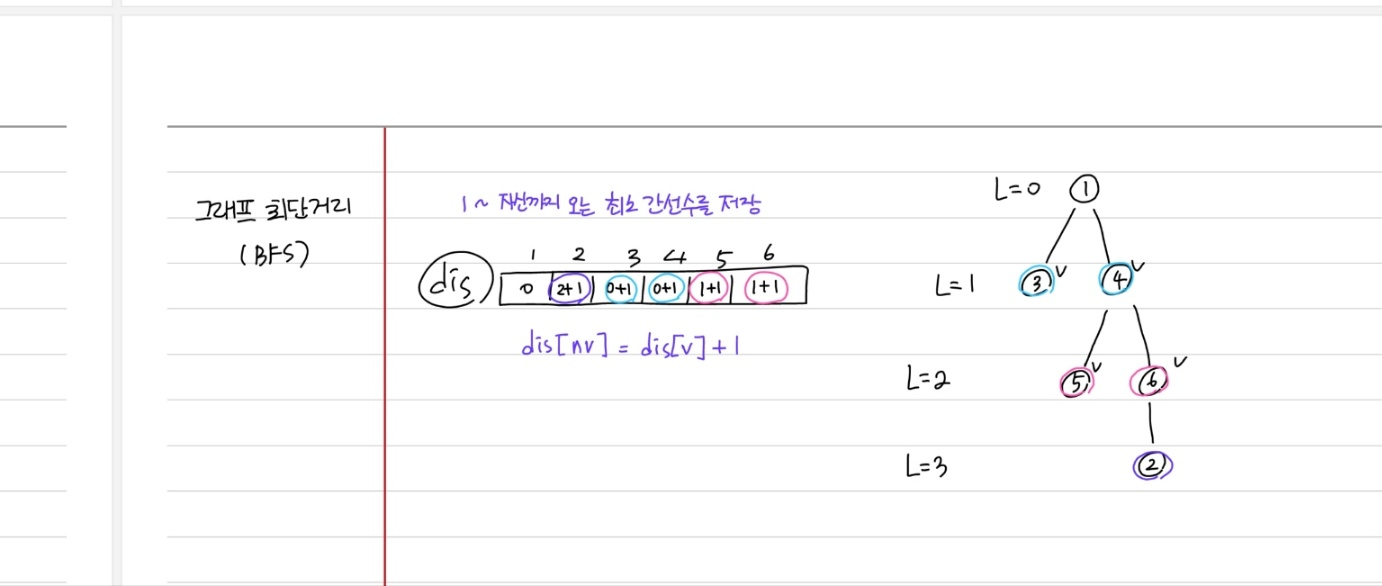 그래프 최단거리
(BFS)
1~ 자신까지 오는 최소 간선수를 저장
1 2 3 4 5 6
dis 0 2+1 0+1 0+1 1+1 1+1
dis[nv] = dis[v]+1
L=0 1
L=1 3 v 4 v
L=2 5 v 6 v
L=3 2